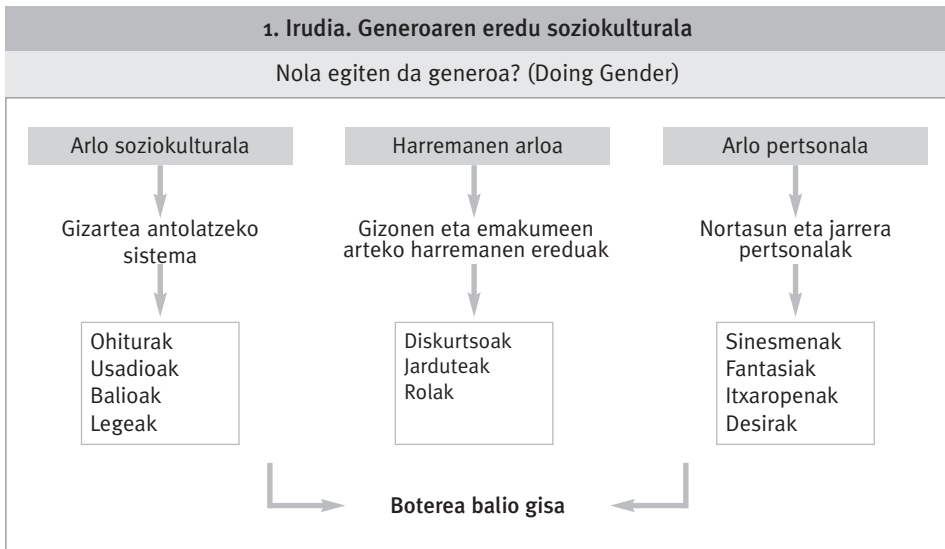 1. Irudia. Generoaren eredu soziokulturala
Nola egiten da generoa? (Doing Gender)
Arlo soziokulturala
Gizartea antolatzeko
sistema
Ohiturak
Usadioak
Balioak
Legeak
Harremanen arloa
Gizonen eta emakumeen
arteko harremanen ereduak
Diskurtsoak
Jarduteak
Rolak
Arlo pertsonala
Nortasun eta jarrera
pertsonalak
Sinesmenak
Fantasiak
Itxaropenak
Desirak
Boterea balio gisa